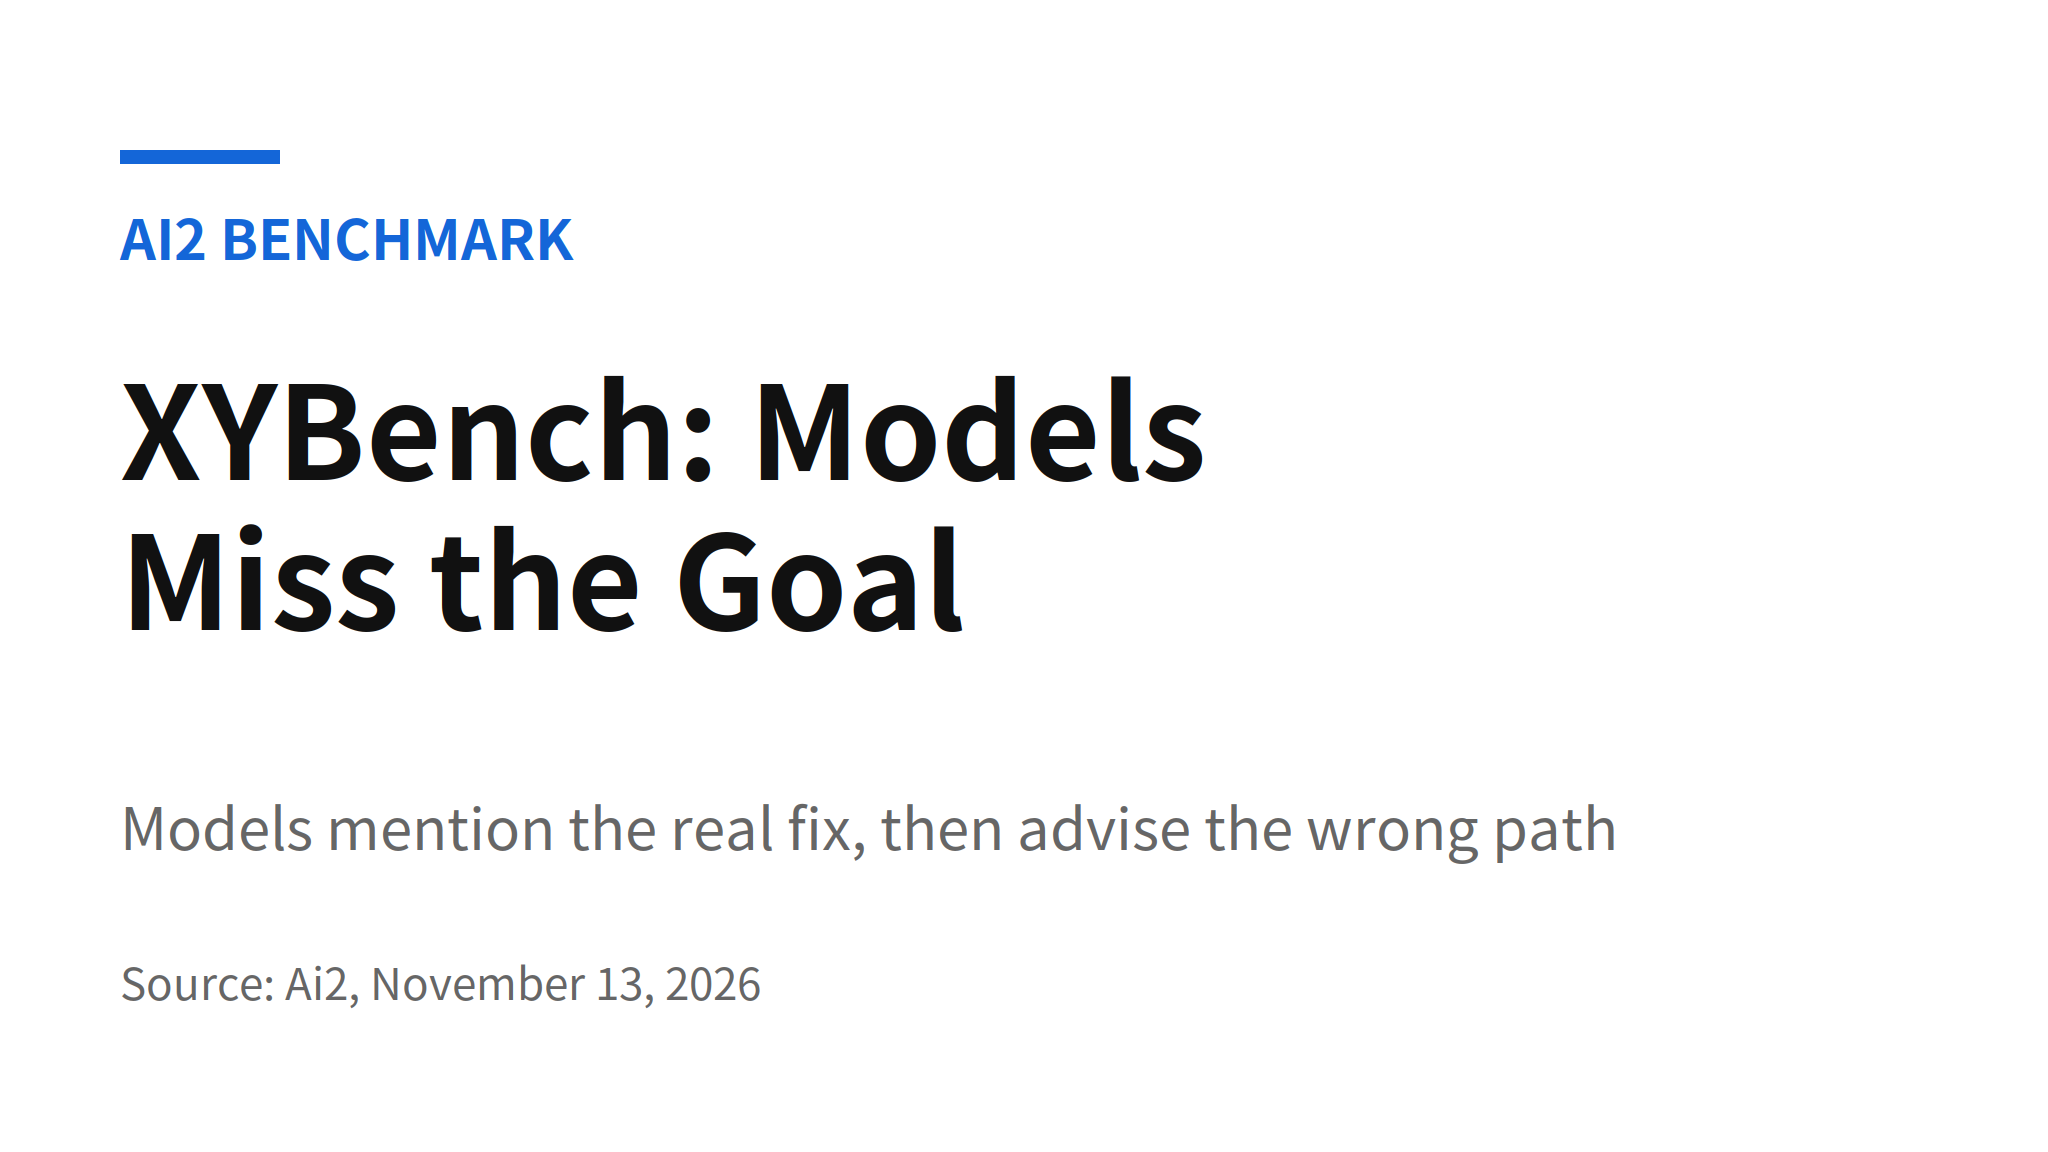 AI2 BENCHMARK
XYBench: Models
Miss the Goal
Models mention the real fix, then advise the wrong path
Source: Ai2, November 13, 2026